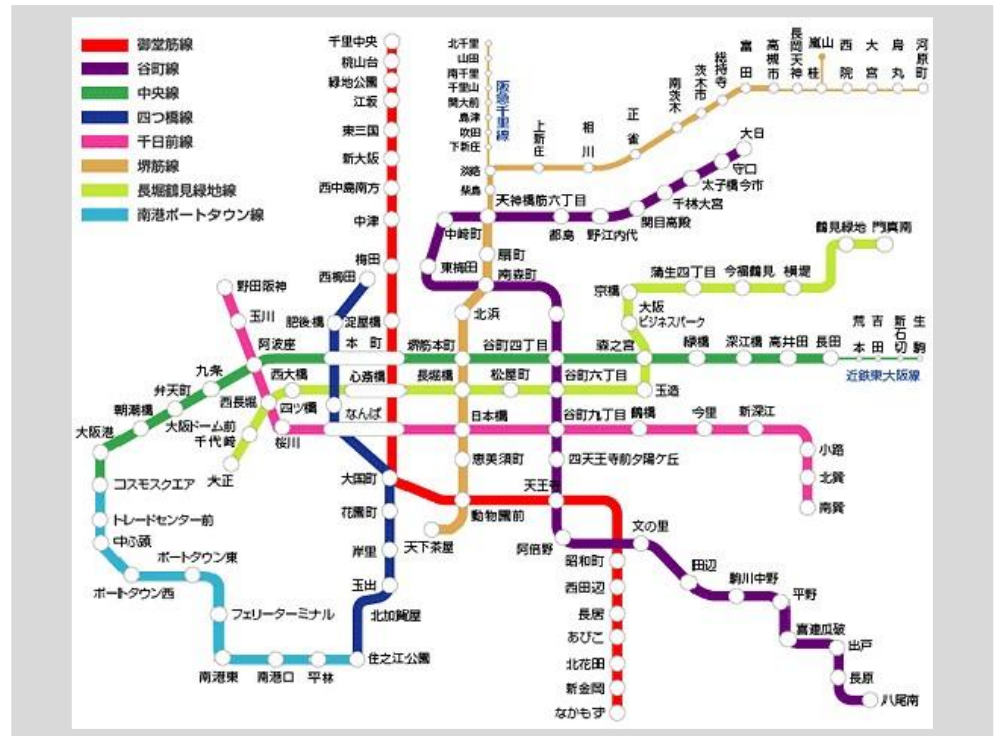 御堂筋線
谷町線
中央線
四つ橋線
千日前線
堺筋線
長堀鶴見緑地線
南港ポートタウン線
千里中央
桃山台
緑地公園
江坂
東三国
新大阪
西中島南方
中津
梅田
淀屋橋
本町
心斎橋
なんば
大国町
北千里
山田
南千里
千里山
関大前
島津
吹田
下新庄
淡路
柴島
阪急千里線
上新庄
相川
正雀
南茨木
茨木市
総持寺
富田
高槻市
長岡天神
嵐山
桂
西院
大宮
烏丸
河原町
大日
守口
太子橋今市
千林大宮
関目高殿
野江内代
都島
天神橋筋六丁目
中崎町
東梅田
扇町
南森町
北浜
堺筋本町
長堀橋
日本橋
恵美須町
動物園前
天下茶屋
谷町四丁目
谷町六丁目
谷町九丁目
四天王寺前夕陽ケ丘
天王寺
阿倍野
文の里
田辺
駒川中野
平野
喜連瓜破
出戸
長原
八尾南
昭和町
西田辺
長居
あびこ
北花田
新金岡
なかもず
鶴見緑地
門真南
横堤
今福鶴見
蒲生四丁目
京橋
大阪
ビジネスパーク
森之宮
玉造
松屋町
緑橋
深江橋
高井田
長田
荒本
吉田
新石切
生駒
近鉄東大阪線
鶴橋
今里
新深江
小路
北巽
南巽
野田阪神
玉川
阿波座
西長堀
桜川
西梅田
肥後橋
四ツ橋
西大橋
大阪ドーム前
千代崎
大正
九条
弁天町
朝潮橋
大阪港
コスモスクエア
トレードセンター前
中ふ頭
ポートタウン西
ポートタウン東
フェリーターミナル
南港東
南港口
平林
住之江公園
北加賀屋
玉出
岸里
花園町